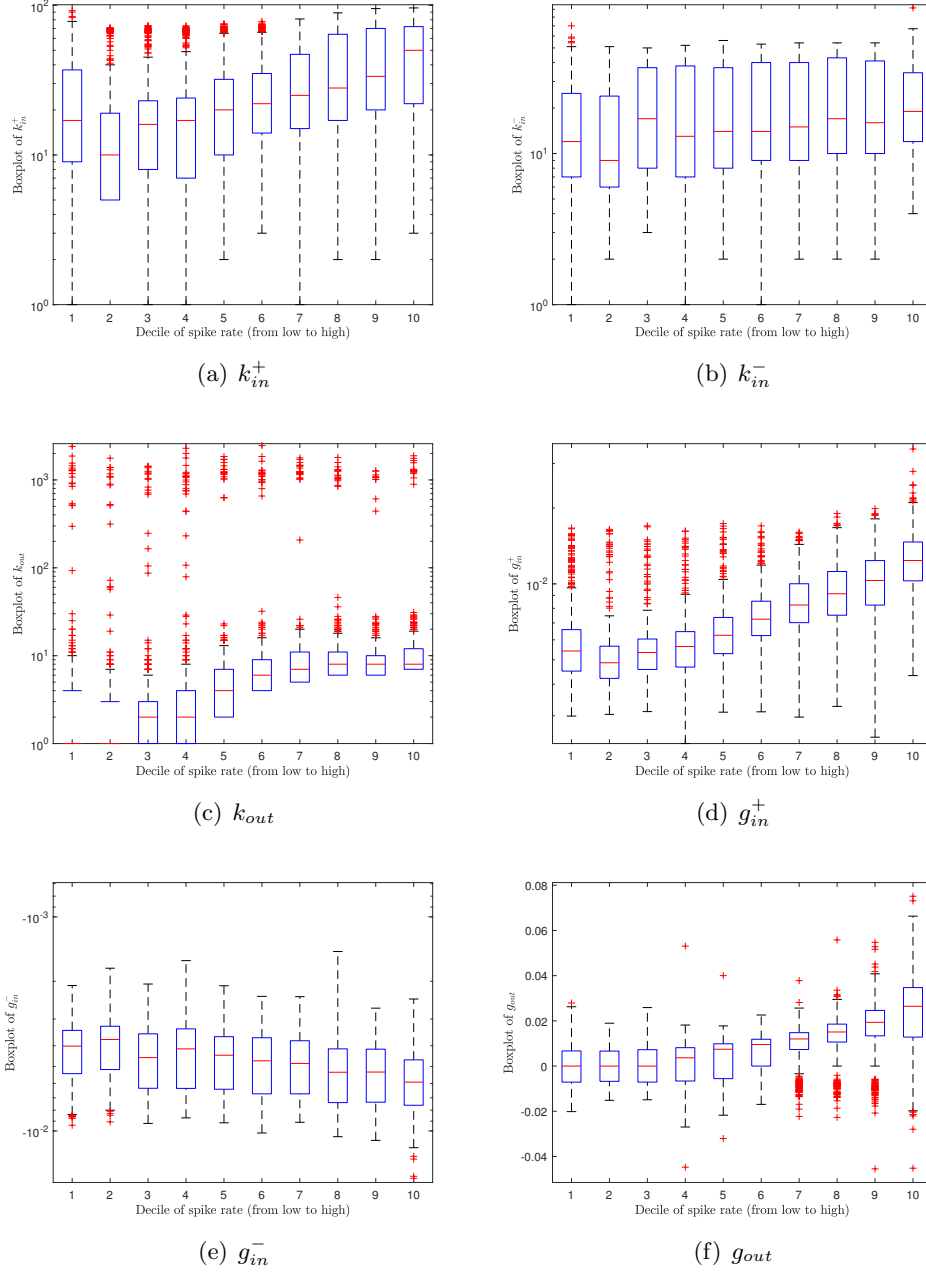 10^2
10^1
10^0
Boxplot of k_{in}^+
1 2 3 4 5 6 7 8 9 10
Decile of spike rate (from low to high)
(a) k_{in}^+
10^1
10^0
Boxplot of k_{in}^-
1 2 3 4 5 6 7 8 9 10
Decile of spike rate (from low to high)
(b) k_{in}^-
10^3
10^2
10^1
10^0
Boxplot of k_{out}
1 2 3 4 5 6 7 8 9 10
Decile of spike rate (from low to high)
(c) k_{out}
10^{-2}
Boxplot of g_{in}^+
1 2 3 4 5 6 7 8 9 10
Decile of spike rate (from low to high)
(d) g_{in}^+
-10^{-3}
-10^{-2}
Boxplot of g_{in}^-
1 2 3 4 5 6 7 8 9 10
Decile of spike rate (from low to high)
(e) g_{in}^-
0.08
0.06
0.04
0.02
0
-0.02
-0.04
Boxplot of g_{out}
1 2 3 4 5 6 7 8 9 10
Decile of spike rate (from low to high)
(f) g_{out}